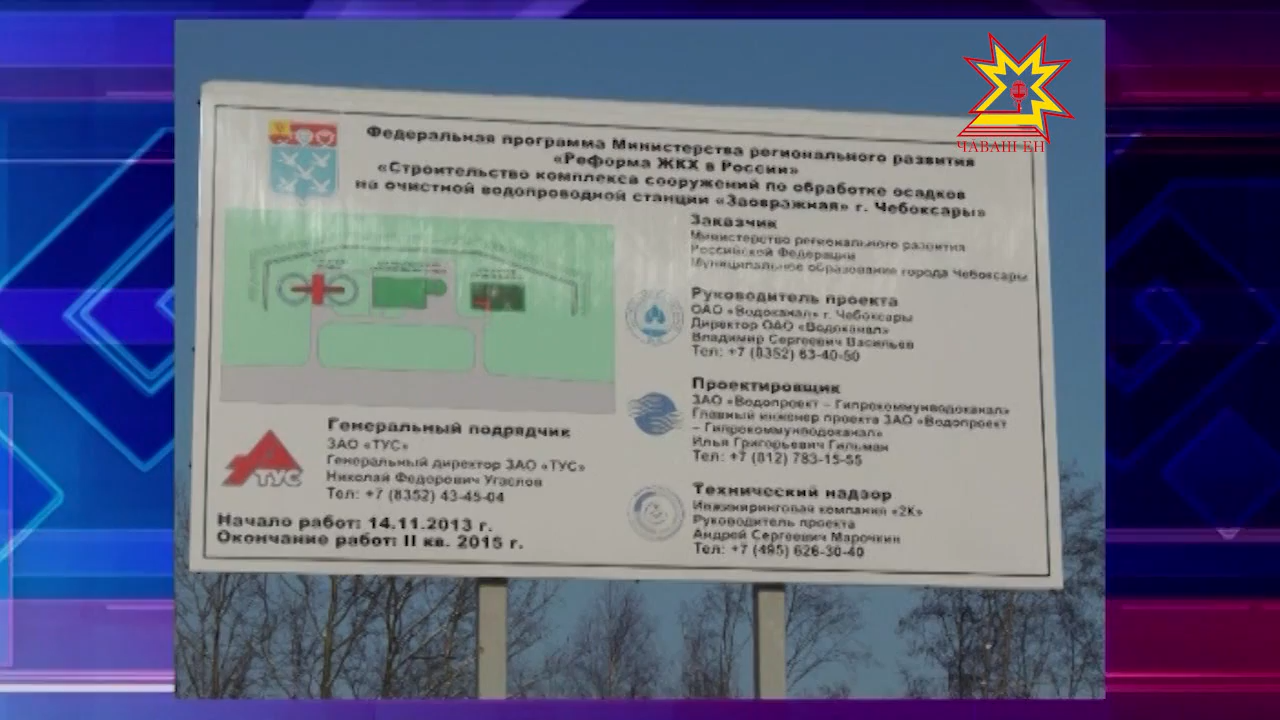 ЧӐВАШ ЕН
Федеральная программа Министерства регионального развития
«Реформа ЖКХ в России»
«Строительство комплекса сооружений по обработке осадков
на очистной водопроводной станции «Заовражная» г. Чебоксары»
Заказчик
Министерство регионального развития
Российской Федерации
Муниципальное образование города Чебоксары
Руководитель проекта
ОАО «Водоканал» г. Чебоксары
Директор ОАО «Водоканал»
Владимир Сергеевич Васильев
Тел: +7 (8352) 63-40-50
Проектировщик
ЗАО «Водопроект – Гипрокоммунводоканал»
Главный инженер проекта ЗАО «Водопроект
– Гипрокоммунводоканал»
Илья Григорьевич Гильман
Тел: +7 (812) 783-15-55
Технический надзор
Инжиниринговая компания «2К»
Руководитель проекта
Андрей Сергеевич Марочкин
Тел: +7 (495) 626-30-40
ТУС
Генеральный подрядчик
ЗАО «ТУС»
Генеральный директор ЗАО «ТУС»
Николай Федорович Угаслов
Тел: +7 (8352) 43-45-04
Начало работ: 14.11.2013 г.
Окончание работ: II кв. 2015 г.